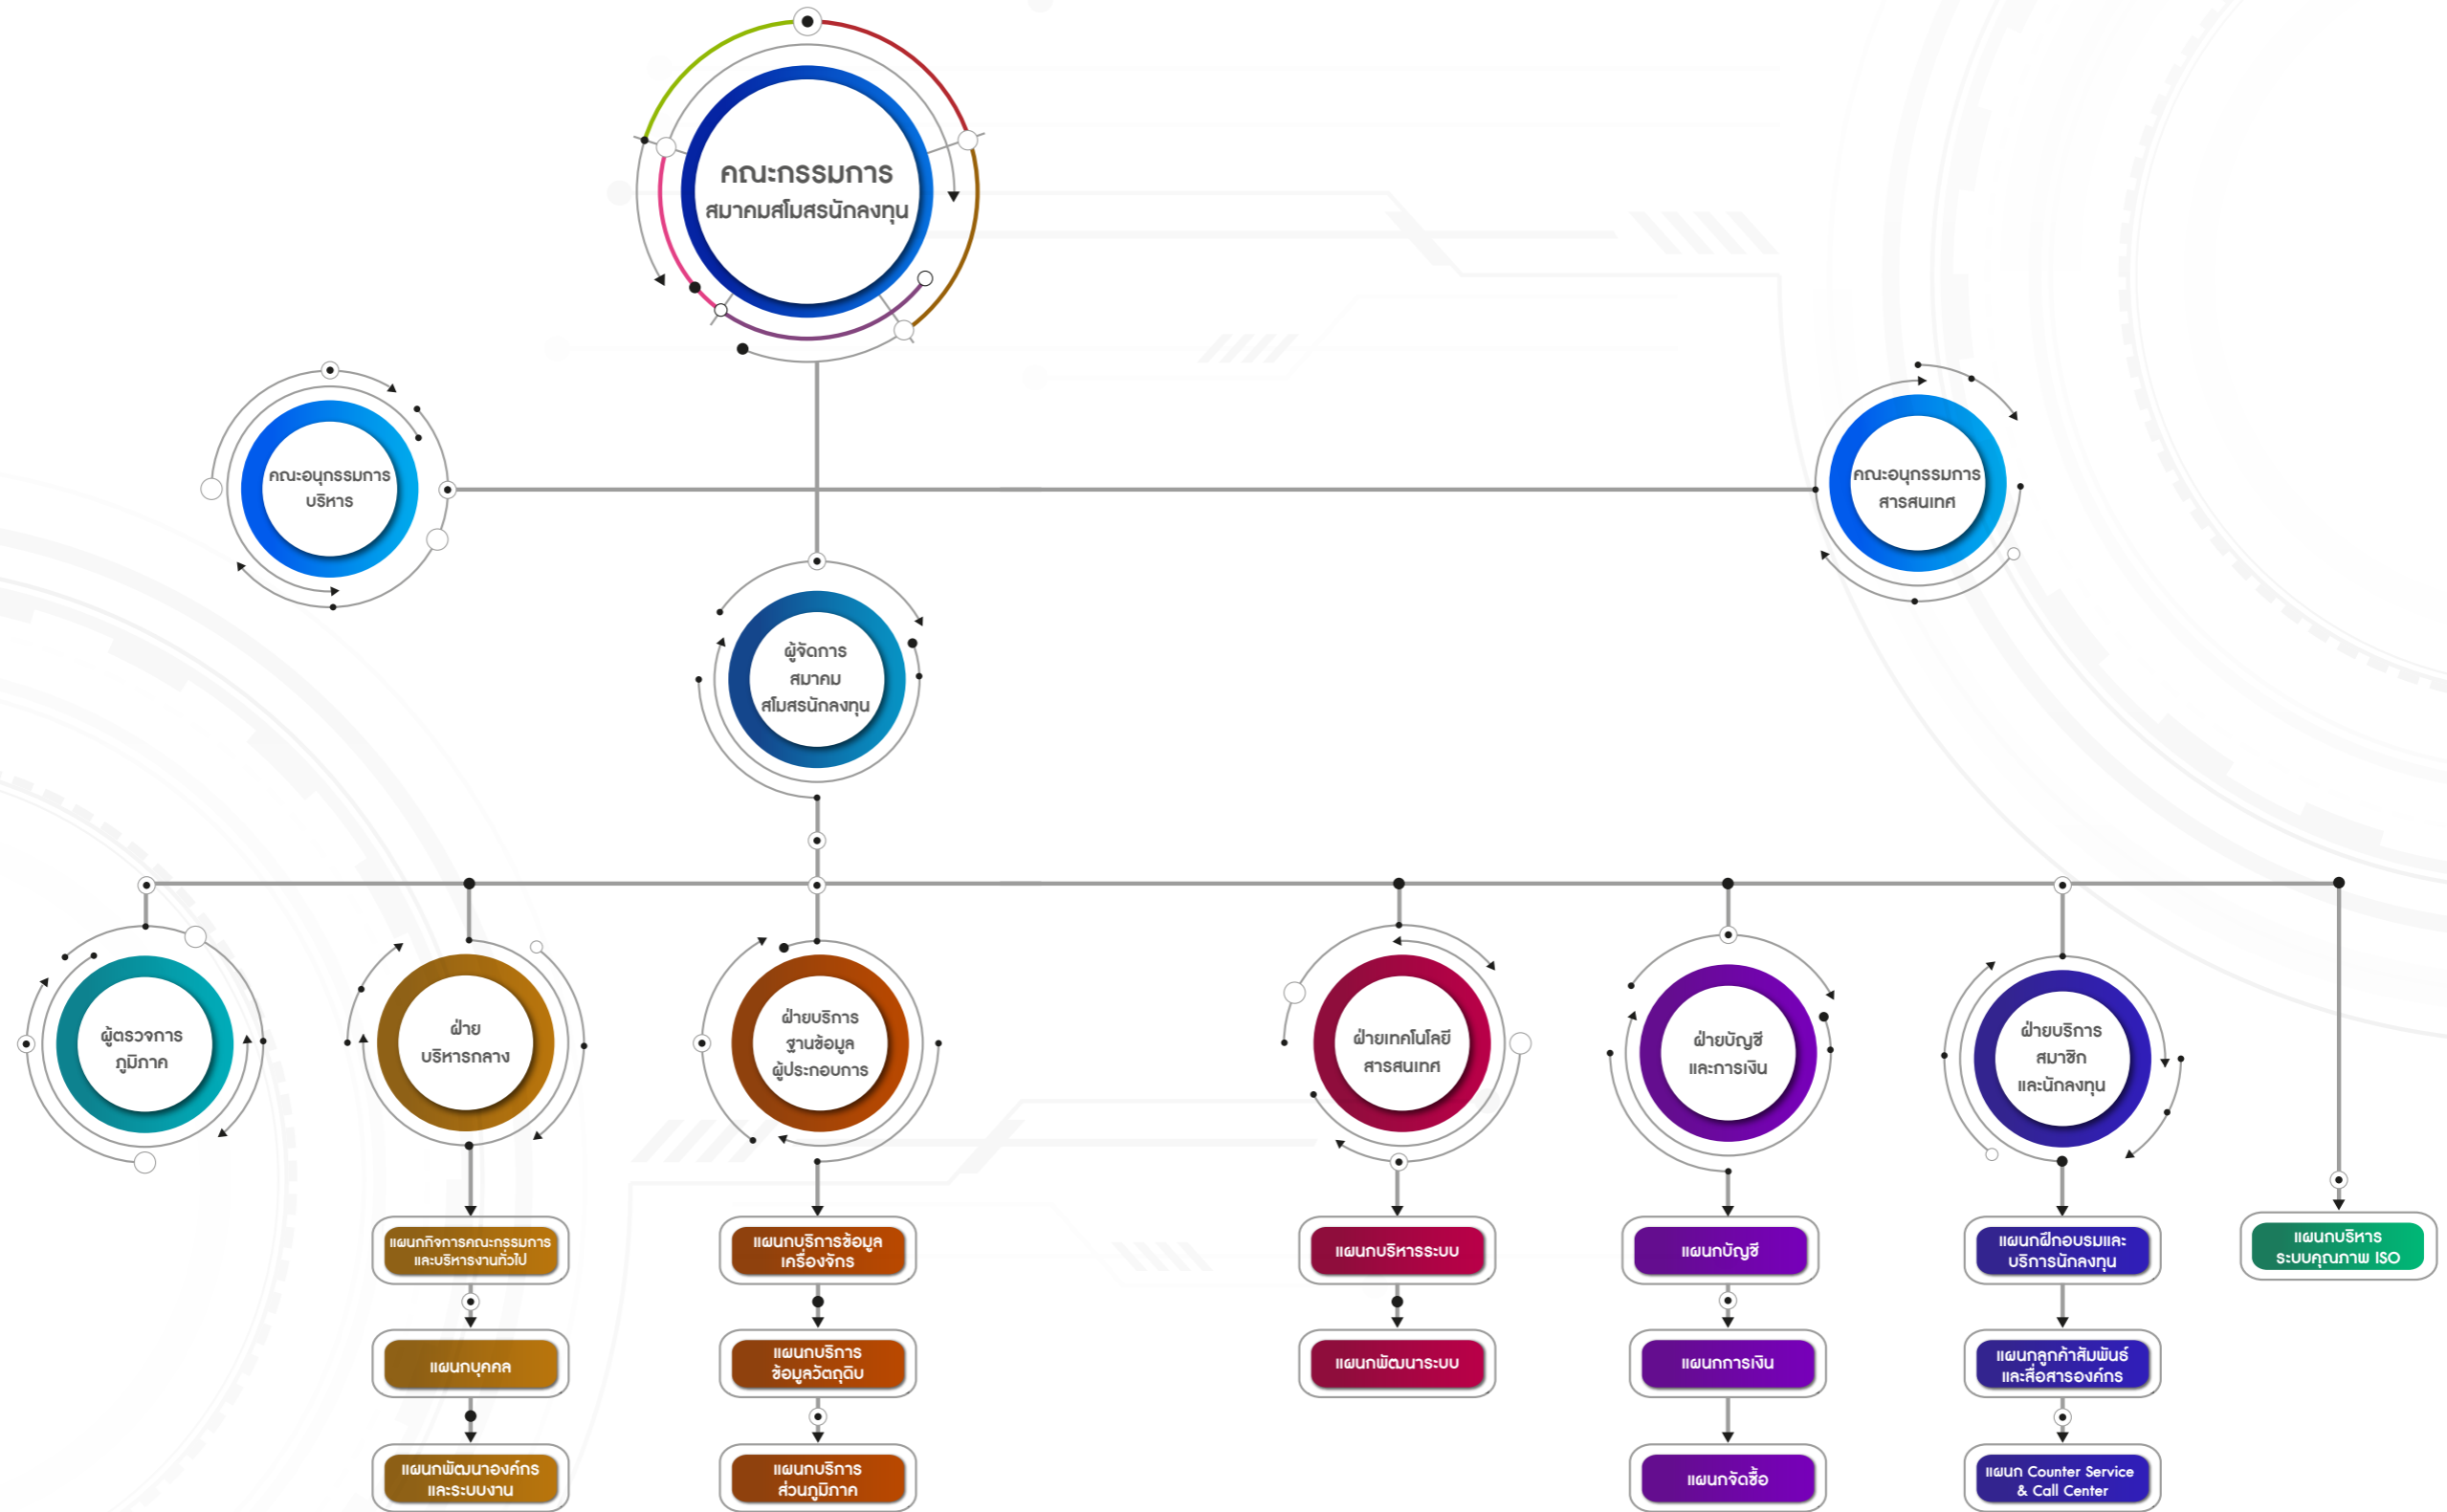 คณะกรรมการ
สมาคมสโมสรนักลงทุน
คณะอนุกรรมการ
บริหาร
คณะอนุกรรมการ
สารสนเทศ
ผู้จัดการ
สมาคม
สโมสรนักลงทุน
ผู้ตรวจการ
ภูมิภาค
ฝ่าย
บริหารกลาง
ฝ่ายบริการ
ฐานข้อมูล
ผู้ประกอบการ
ฝ่ายเทคโนโลยี
สารสนเทศ
ฝ่ายบัญชี
และการเงิน
ฝ่ายบริการ
สมาชิก
และนักลงทุน
แผนกกิจการคณะกรรมการ
และบริหารงานทั่วไป
แผนกบริการข้อมูล
เครื่องจักร
แผนกบริหารระบบ
แผนกบัญชี
แผนกฝึกอบรมและ
บริการนักลงทุน
แผนกบริหาร
ระบบคุณภาพ ISO
แผนกบุคคล
แผนกบริการ
ข้อมูลวัตถุดิบ
แผนกพัฒนาระบบ
แผนกการเงิน
แผนกลูกค้าสัมพันธ์
และสื่อสารองค์กร
แผนกพัฒนาองค์กร
และระบบงาน
แผนกบริการ
ส่วนภูมิภาค
แผนกจัดซื้อ
แผนก Counter Service
& Call Center